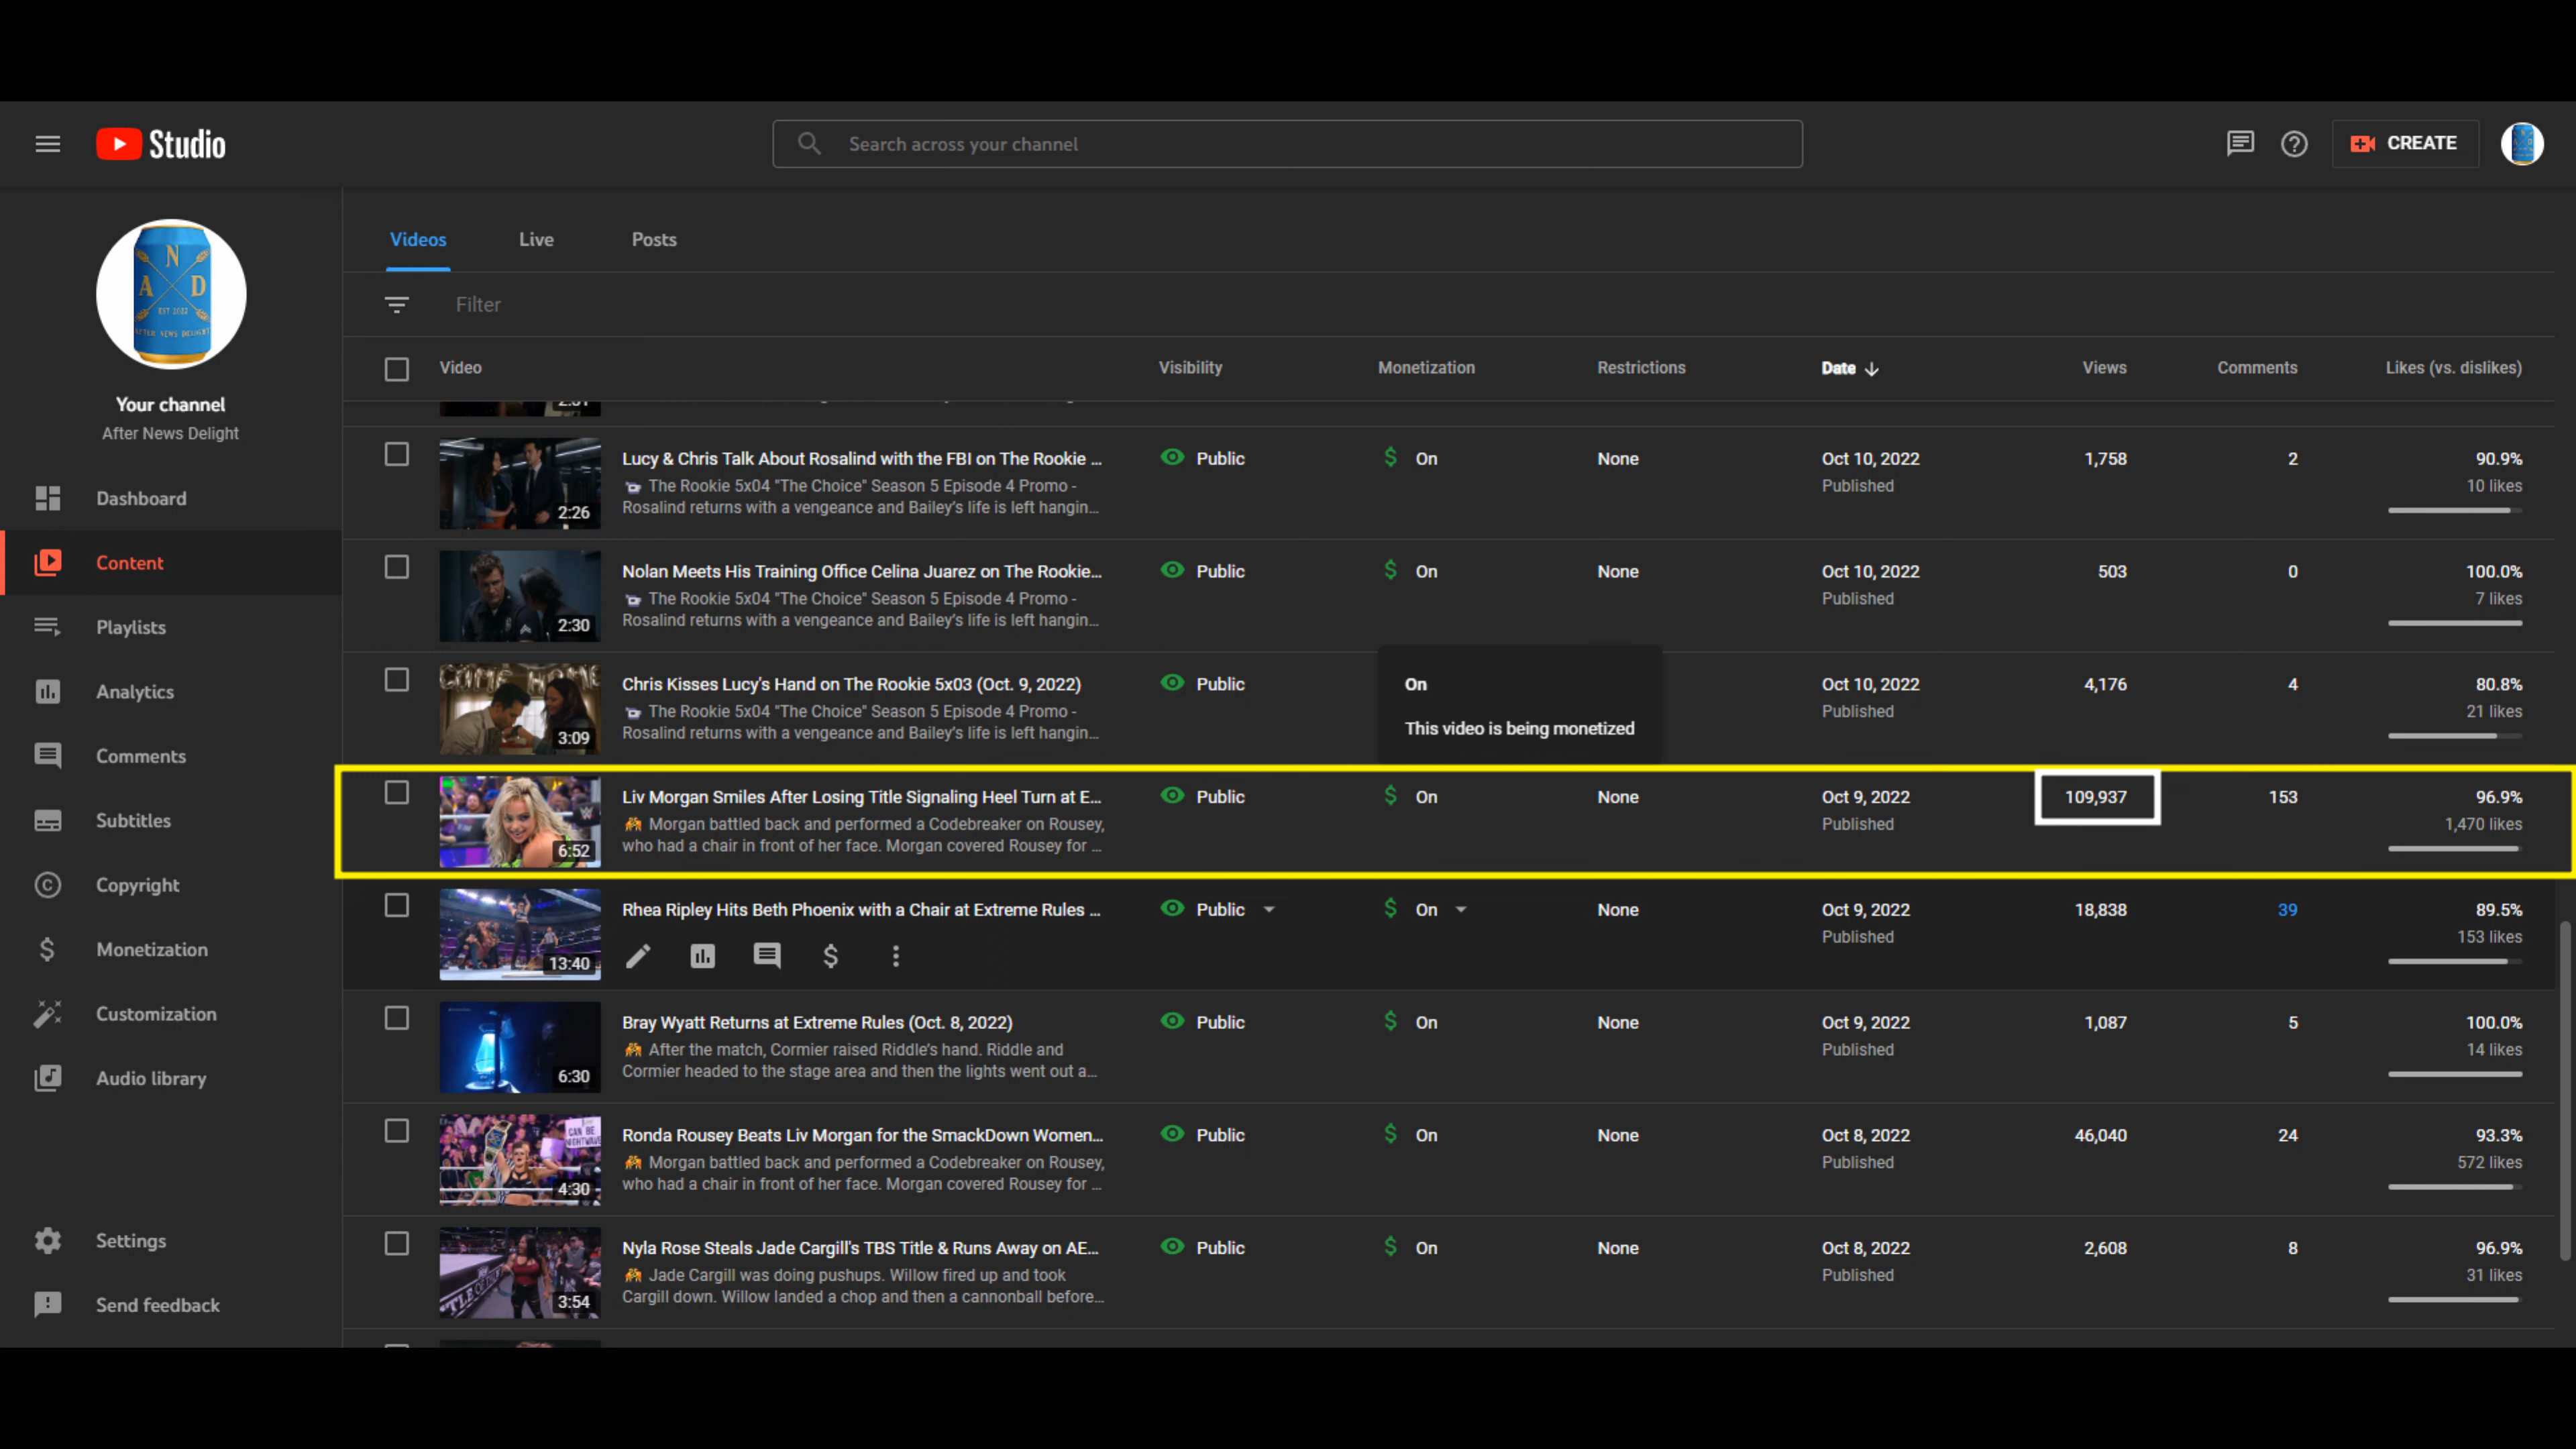 Studio
Search across your channel
CREATE
N
A D
EST 2022
AFTER NEWS DELIGHT
Your channel
After News Delight
Dashboard
Content
Playlists
Analytics
Comments
Subtitles
Copyright
Monetization
Customization
Audio library
Settings
Send feedback
Videos Live Posts
Filter
Video Visibility Monetization Restrictions Date Views Comments Likes (vs. dislikes)
Lucy & Chris Talk About Rosalind with the FBI on The Rookie ... Public On None Oct 10, 2022 1,758 2 90.9%
The Rookie 5x04 "The Choice" Season 5 Episode 4 Promo - Published 10 likes
Rosalind returns with a vengeance and Bailey's life is left hangin...
2:26
Nolan Meets His Training Office Celina Juarez on The Rookie... Public On None Oct 10, 2022 503 0 100.0%
The Rookie 5x04 "The Choice" Season 5 Episode 4 Promo - Published 7 likes
Rosalind returns with a vengeance and Bailey's life is left hangin...
2:30
COME HOME
Chris Kisses Lucy's Hand on The Rookie 5x03 (Oct. 9, 2022) Public On Oct 10, 2022 4,176 4 80.8%
The Rookie 5x04 "The Choice" Season 5 Episode 4 Promo - Published 21 likes
Rosalind returns with a vengeance and Bailey's life is left hangin... This video is being monetized
3:09
Liv Morgan Smiles After Losing Title Signaling Heel Turn at E... Public On None Oct 9, 2022 109,937 153 96.9%
Morgan battled back and performed a Codebreaker on Rousey, Published 1,470 likes
who had a chair in front of her face. Morgan covered Rousey for ...
6:52
Rhea Ripley Hits Beth Phoenix with a Chair at Extreme Rules ... Public On None Oct 9, 2022 18,838 39 89.5%
Published 153 likes
13:40
Bray Wyatt Returns at Extreme Rules (Oct. 8, 2022) Public On None Oct 9, 2022 1,087 5 100.0%
After the match, Cormier raised Riddle's hand. Riddle and Published 14 likes
Cormier headed to the stage area and then the lights went out a...
6:30
CAN BE
Ronda Rousey Beats Liv Morgan for the SmackDown Women... Public On None Oct 8, 2022 46,040 24 93.3%
Morgan battled back and performed a Codebreaker on Rousey, Published 572 likes
who had a chair in front of her face. Morgan covered Rousey for ...
4:30
Nyla Rose Steals Jade Cargill's TBS Title & Runs Away on AE... Public On None Oct 8, 2022 2,608 8 96.9%
Jade Cargill was doing pushups. Willow fired up and took Published 31 likes
Cargill down. Willow landed a chop and then a cannonball before...
3:54